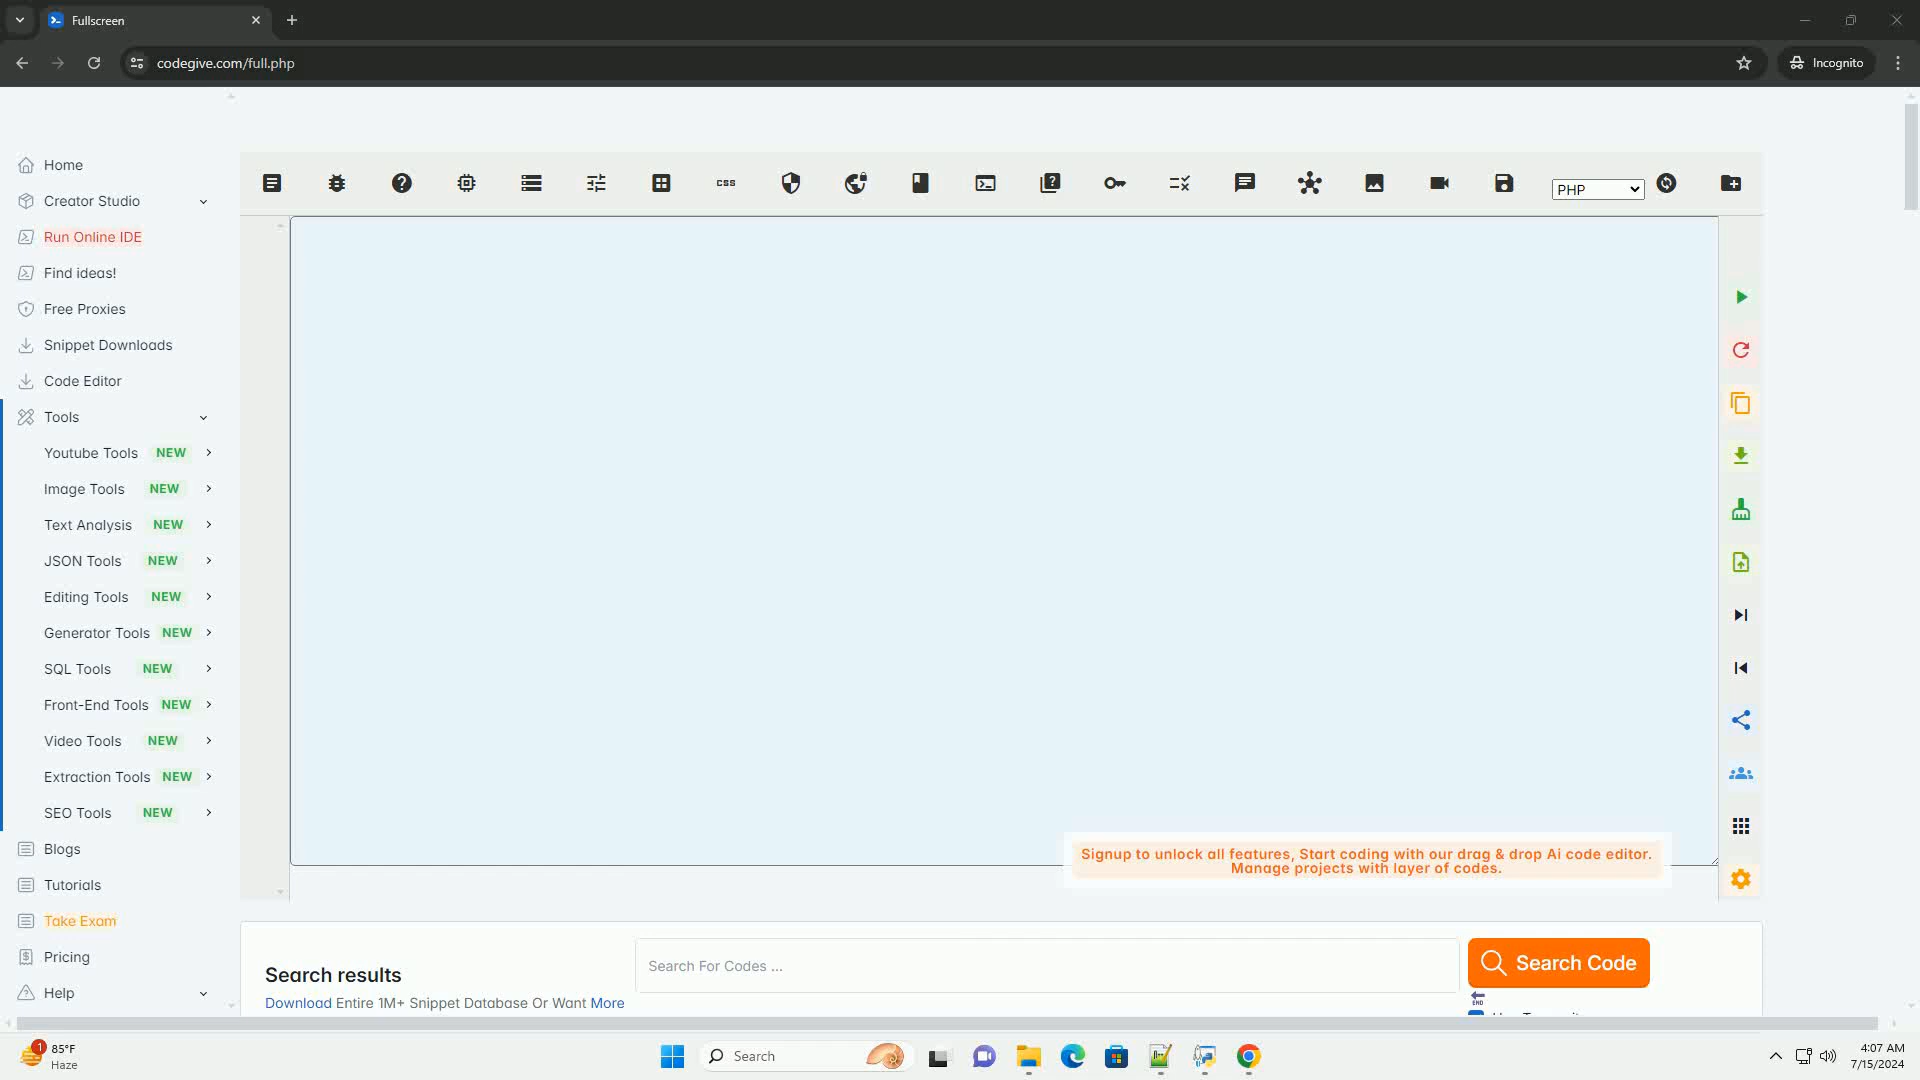 Fullscreen
codegive.com/full.php
Incognito
Home
Creator Studio
Run Online IDE
Find ideas!
Free Proxies
Snippet Downloads
Code Editor
Tools
Youtube Tools NEW
Image Tools NEW
Text Analysis NEW
JSON Tools NEW
Editing Tools NEW
Generator Tools NEW
SQL Tools NEW
Front-End Tools NEW
Video Tools NEW
Extraction Tools NEW
SEO Tools NEW
Blogs
Tutorials
Take Exam
Pricing
Help
CSS
PHP
Signup to unlock all features, Start coding with our drag & drop Ai code editor.
Manage projects with layer of codes.
Search results
Download Entire 1M+ Snippet Database Or Want More
Search For Codes ...
Search Code
END
1
85°F
Haze
Search
4:07 AM
7/15/2024